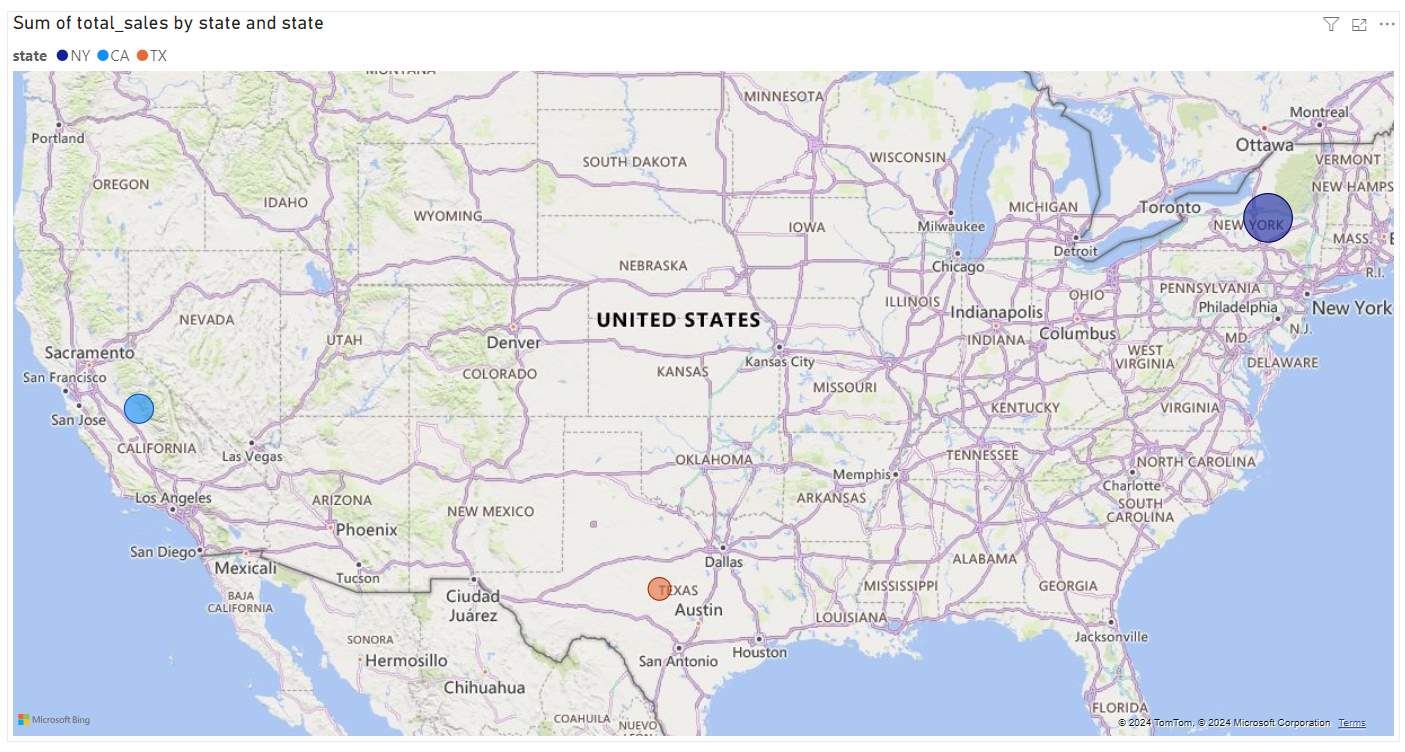 Sum of total_sales by state and state
state NY CA TX
MINNESOTA
Montreal
Portland
Ottawa
WISCONSIN
VERMONT
SOUTH DAKOTA
OREGON
NEW HAMPS
IDAHO
MICHIGAN
Toronto
WYOMING
IOWA
Milwaukee
NEW YORK
MASS.
Detroit
NEBRASKA
Chicago
R.I.
PENNSYLVANIA
OHIO
ILLINOIS
Philadelphia
New York
Indianapolis
NEVADA
UNITED STATES
N.J.
Columbus
UTAH
Denver
INDIANA
MD.
Sacramento
WEST
VIRGINIA
Kansas City
DELAWARE
San Francisco
COLORADO
KANSAS
MISSOURI
KENTUCKY
VIRGINIA
San Jose
CALIFORNIA
Las Vegas
TENNESSEE
OKLAHOMA
NORTH CAROLINA
Memphis
Charlotte
Los Angeles
ARIZONA
ARKANSAS
SOUTH
CAROLINA
NEW MEXICO
Phoenix
San Diego
Dallas
ALABAMA
Mexicali
Tucson
MISSISSIPPI
GEORGIA
TEXAS
BAJA
CALIFORNIA
Ciudad
Juárez
Austin
LOUISIANA
Jacksonville
SONORA
Houston
Hermosillo
San Antonio
Chihuahua
FLORIDA
COAHUILA
NUEVO
Microsoft Bing
© 2024 TomTom, © 2024 Microsoft Corporation Terms